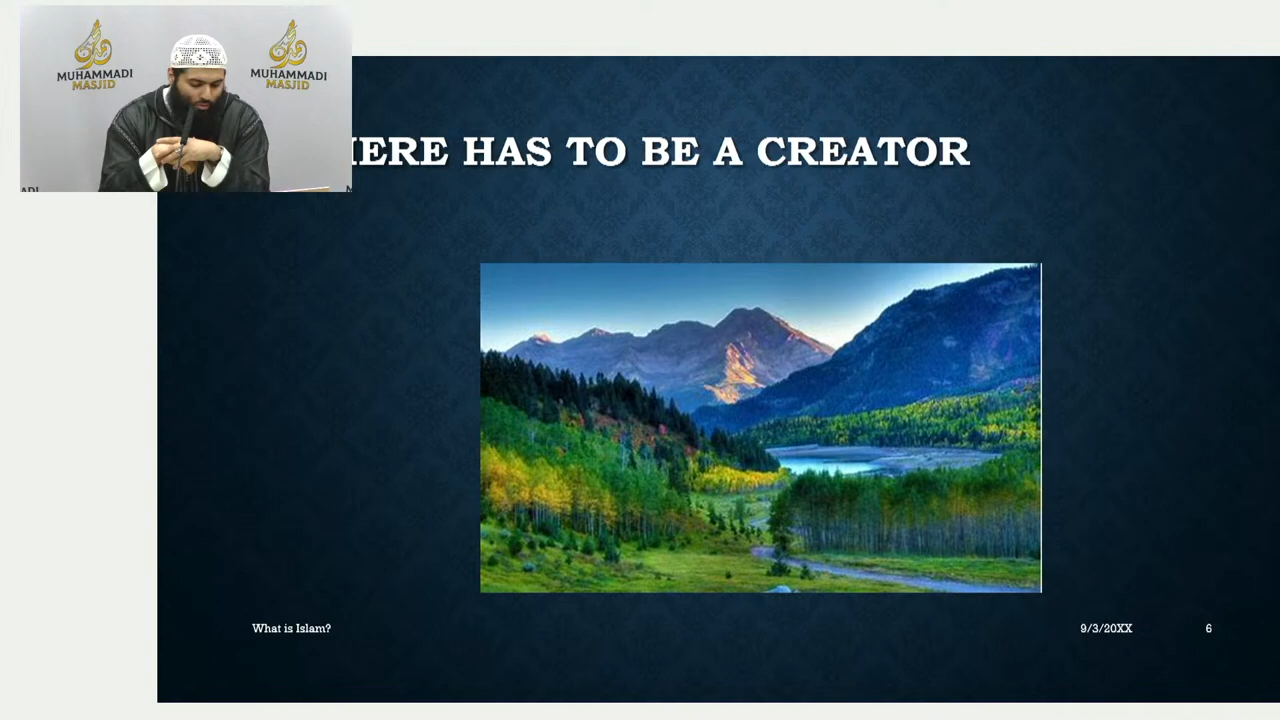 MUHAMMADI
MASJID
MUHAMMADI
MASJID
HERE HAS TO BE A CREATOR
What is Islam?
9/3/20XX
6